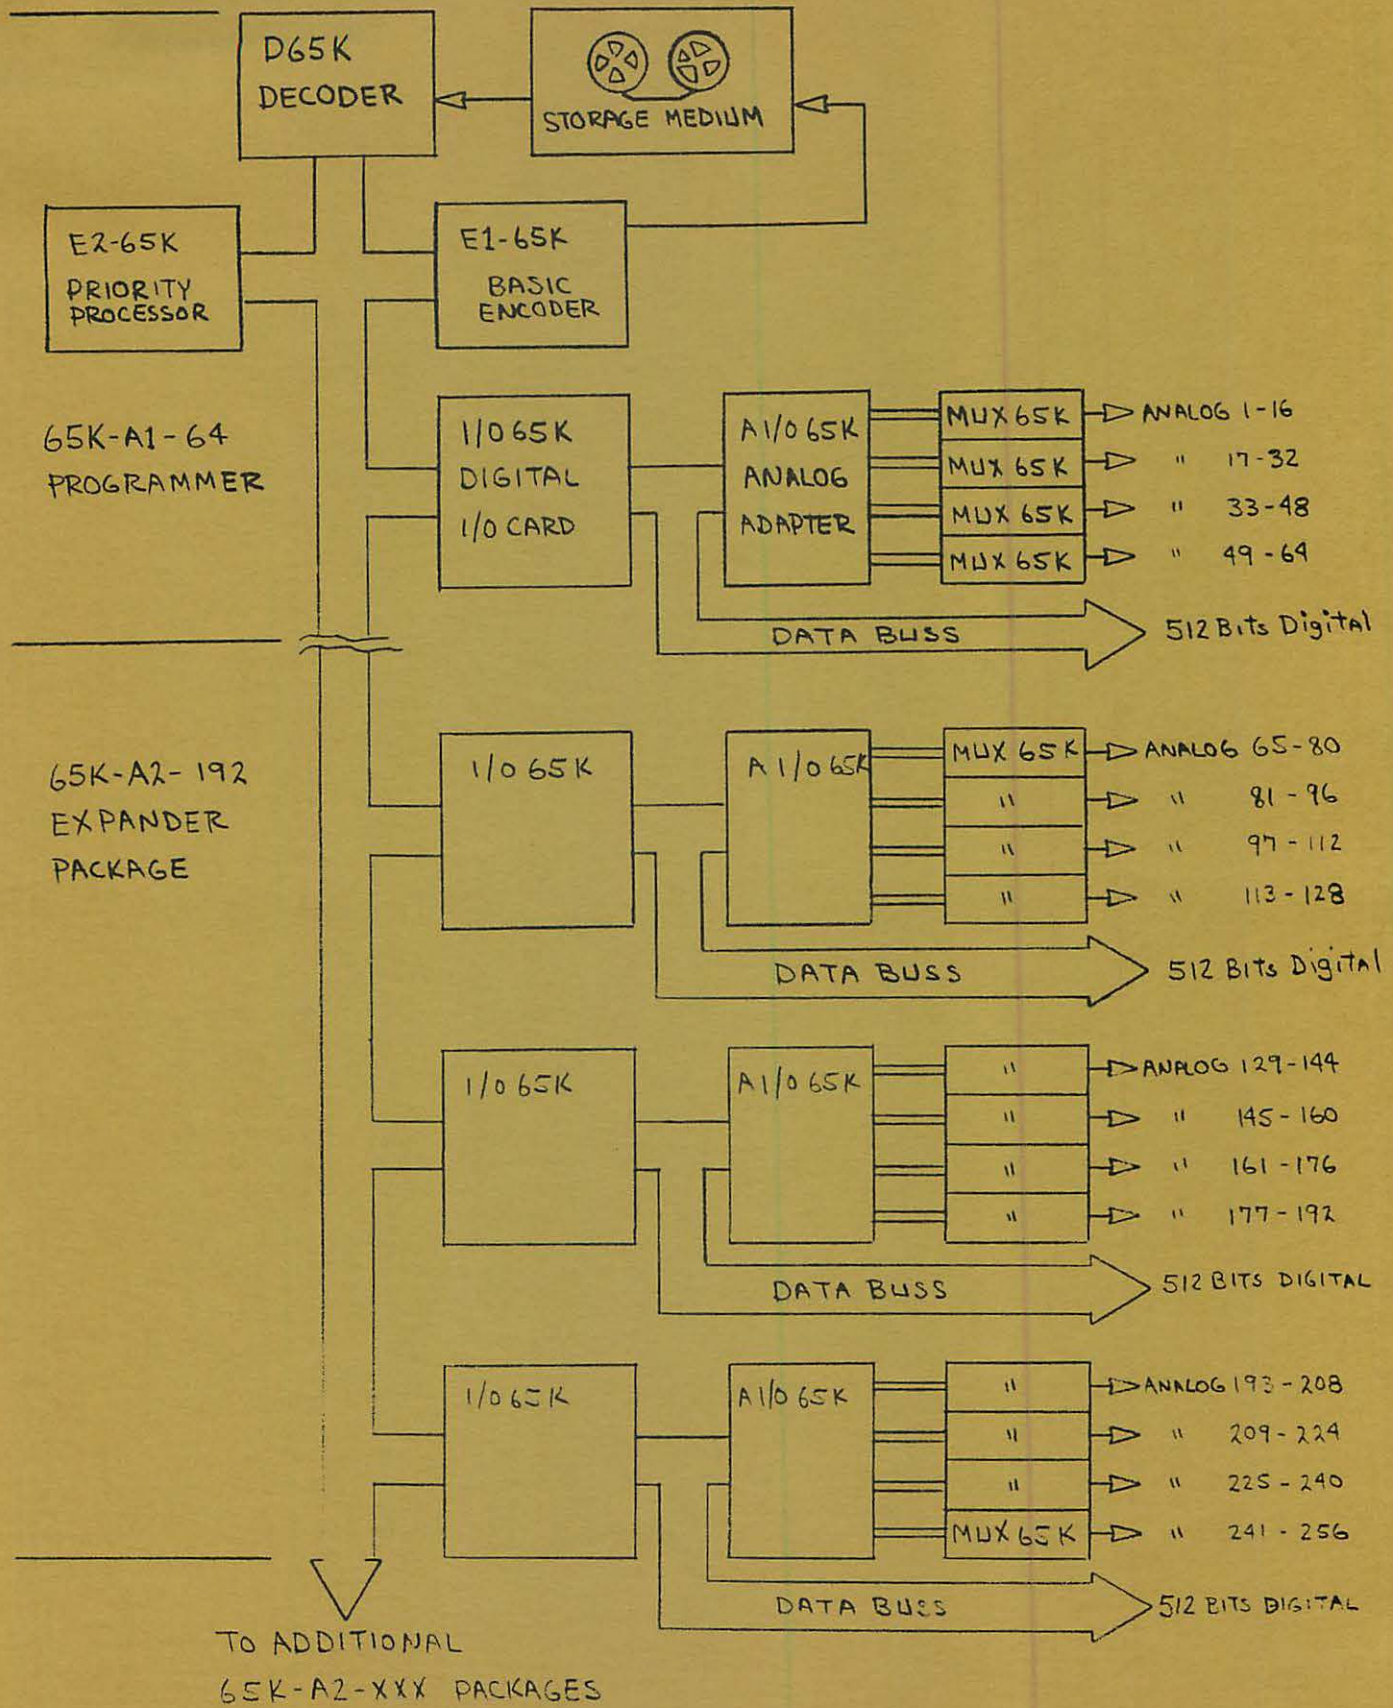 D65K
DECODER
STORAGE MEDIUM
E2-65K
PRIORITY
PROCESSOR
E1-65K
BASIC
ENCODER
65K-A1-64
PROGRAMMER
I/O 65K
DIGITAL
I/O CARD
AI/O 65K
ANALOG
ADAPTER
MUX 65K
ANALOG 1-16
MUX 65K
" 17-32
MUX 65K
" 33-48
MUX 65K
" 49-64
DATA BUSS
512 Bits Digital
65K-A2-192
EXPANDER
PACKAGE
I/O 65K
A I/O 65K
MUX 65K
ANALOG 65-80
"
" 81-96
"
" 97-112
"
" 113-128
DATA BUSS
512 BITs Digital
I/O 65K
AI/O 65K
"
ANALOG 129-144
"
" 145-160
"
" 161-176
"
" 177-192
DATA BUSS
512 BITS DIGITAL
I/O 65K
AI/O 65K
"
ANALOG 193-208
"
" 209-224
"
" 225-240
MUX 65K
" 241-256
DATA BUSS
512 BITS DIGITAL
TO ADDITIONAL
65K-A2-XXX PACKAGES